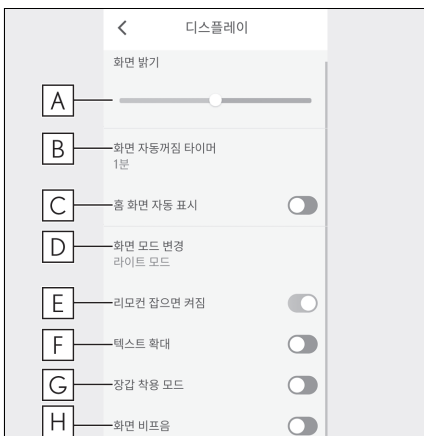 디스플레이
화면 밝기
A
B
화면 자동꺼짐 타이머
1분
C
홈 화면 자동 표시
D
화면 모드 변경
라이트 모드
E
리모컨 잡으면 켜짐
F
텍스트 확대
G
장갑 착용 모드
H
화면 비프음